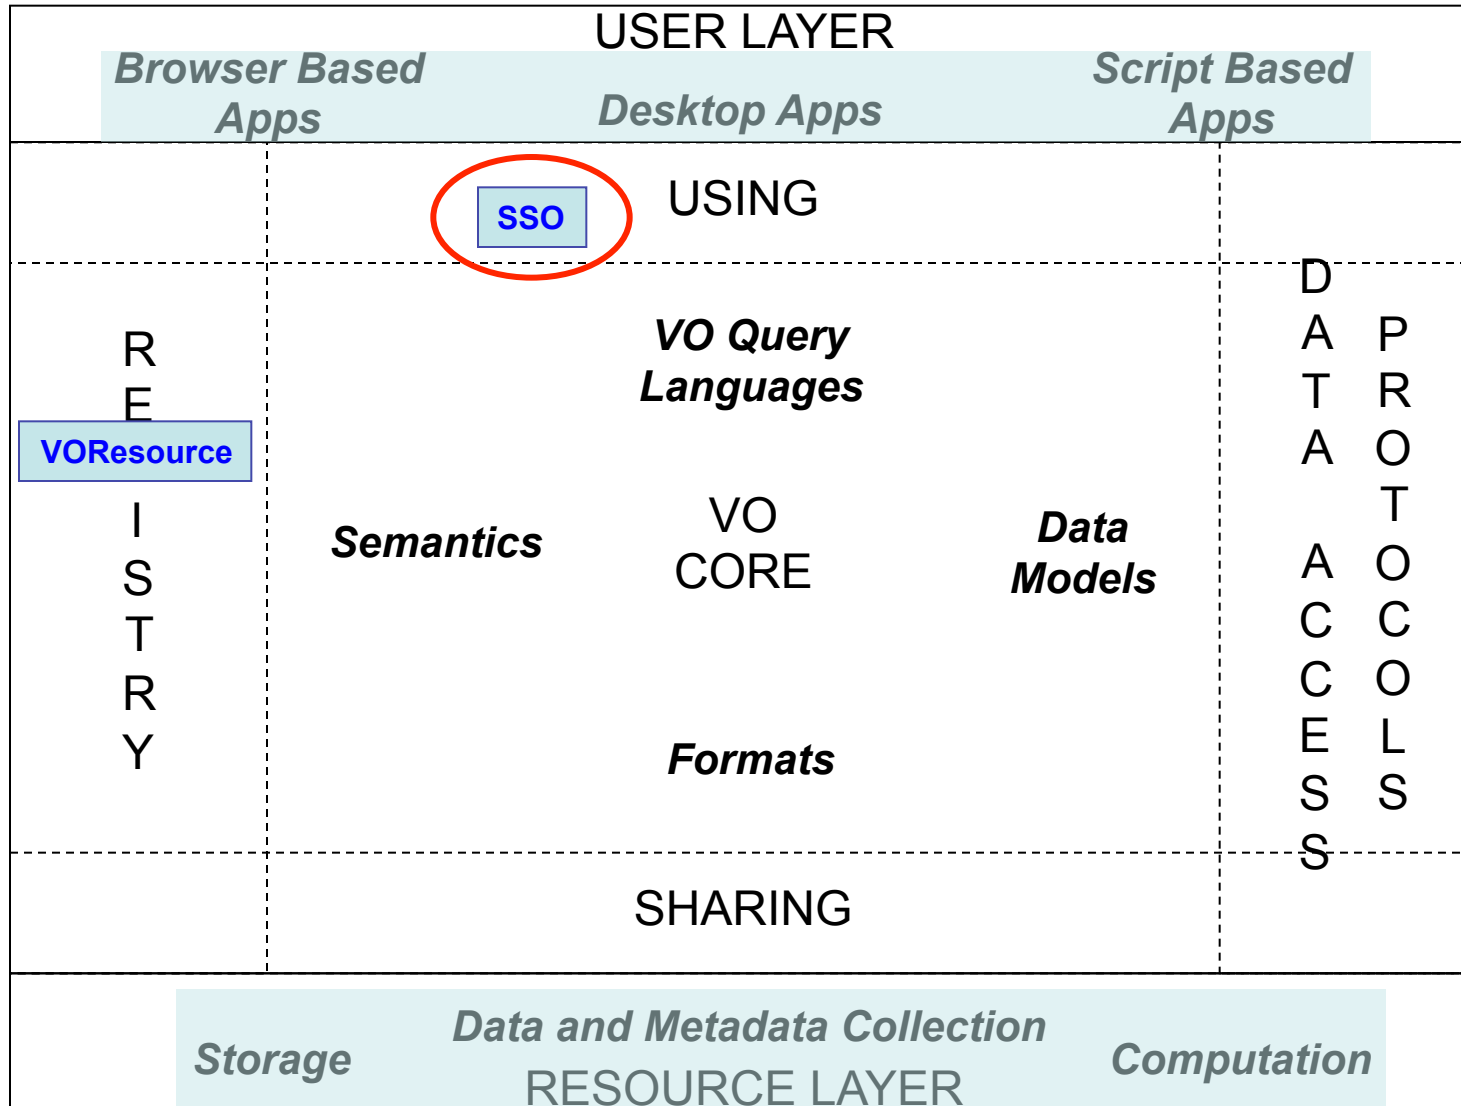 USER LAYER
Browser Based
Apps
Desktop Apps
Script Based
Apps
USING
SSO
R
E
VOResource
I
S
T
R
Y
VO Query
Languages
Semantics
VO
CORE
Data
Models
Formats
D
A
T
A
A
C
C
E
S
S
P
R
O
T
O
C
O
L
S
SHARING
Storage
Data and Metadata Collection
Computation
RESOURCE LAYER